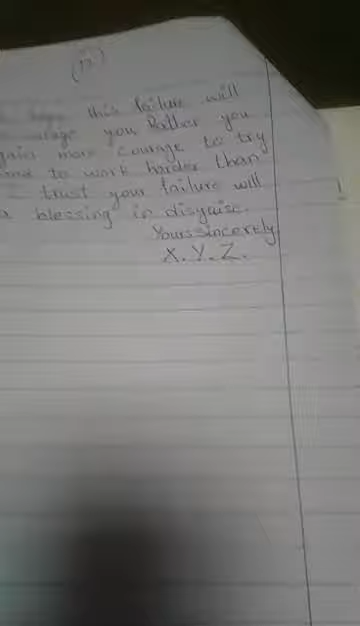 this failure will
you Rather you
gain more courage to try
and to work harder than
trust your failure will
a blessing in disguise.
Yours sincerely
X.Y.Z.